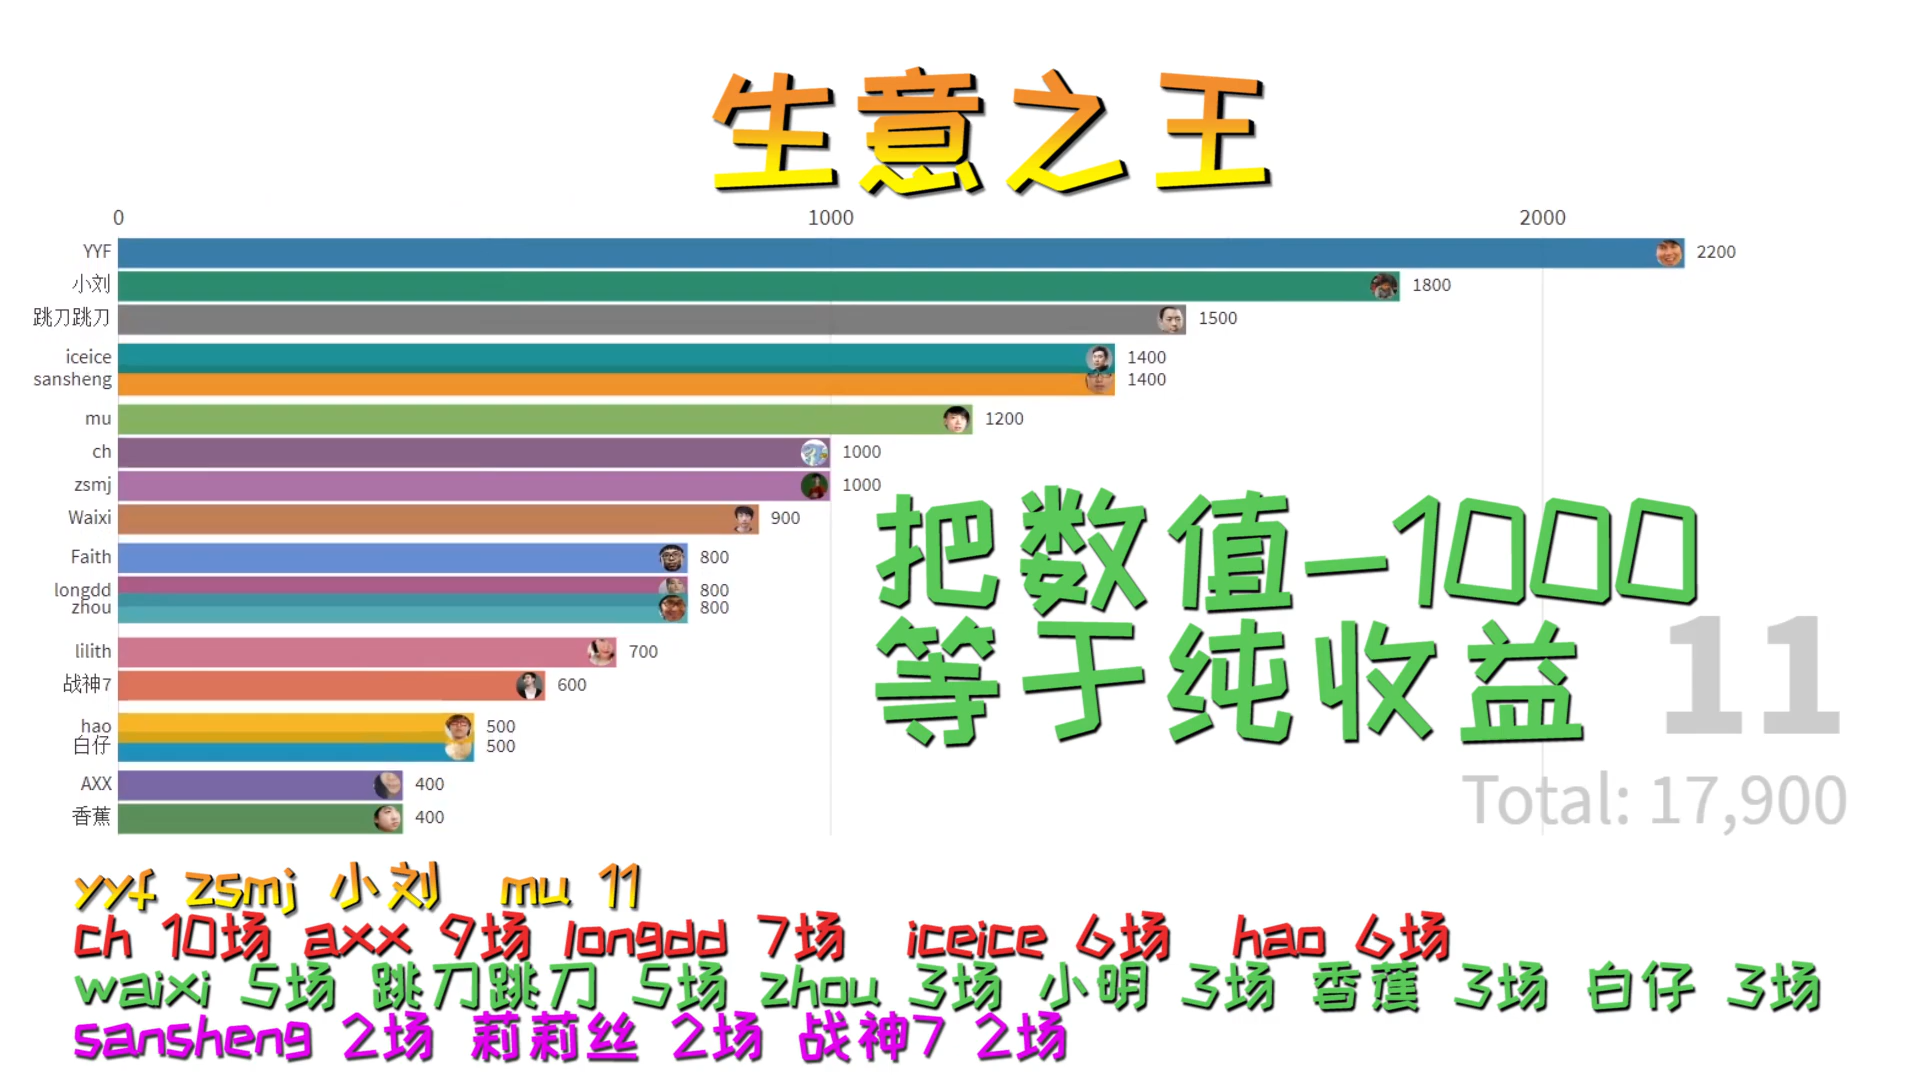 生意之王
0 1000 2000
YYF 2200
小刘 1800
跳刀跳刀 1500
iceice 1400
sansheng 1400
mu 1200
ch 1000
zsmj 1000
Waixi 900
Faith 800
longdd 800
zhou 800
lilith 700
战神7 600
hao 500
白仔 500
AXX 400
香蕉 400
把数值-1000
等于纯收益
11
Total: 17,900
yyf zsmj 小刘 mu 11
ch 10场 axx 9场 longdd 7场 iceice 6场 hao 6场
waixi 5场 跳刀跳刀 5场 zhou 3场 小明 3场 香蕉 3场 白仔 3场
sansheng 2场 莉莉丝 2场 战神7 2场